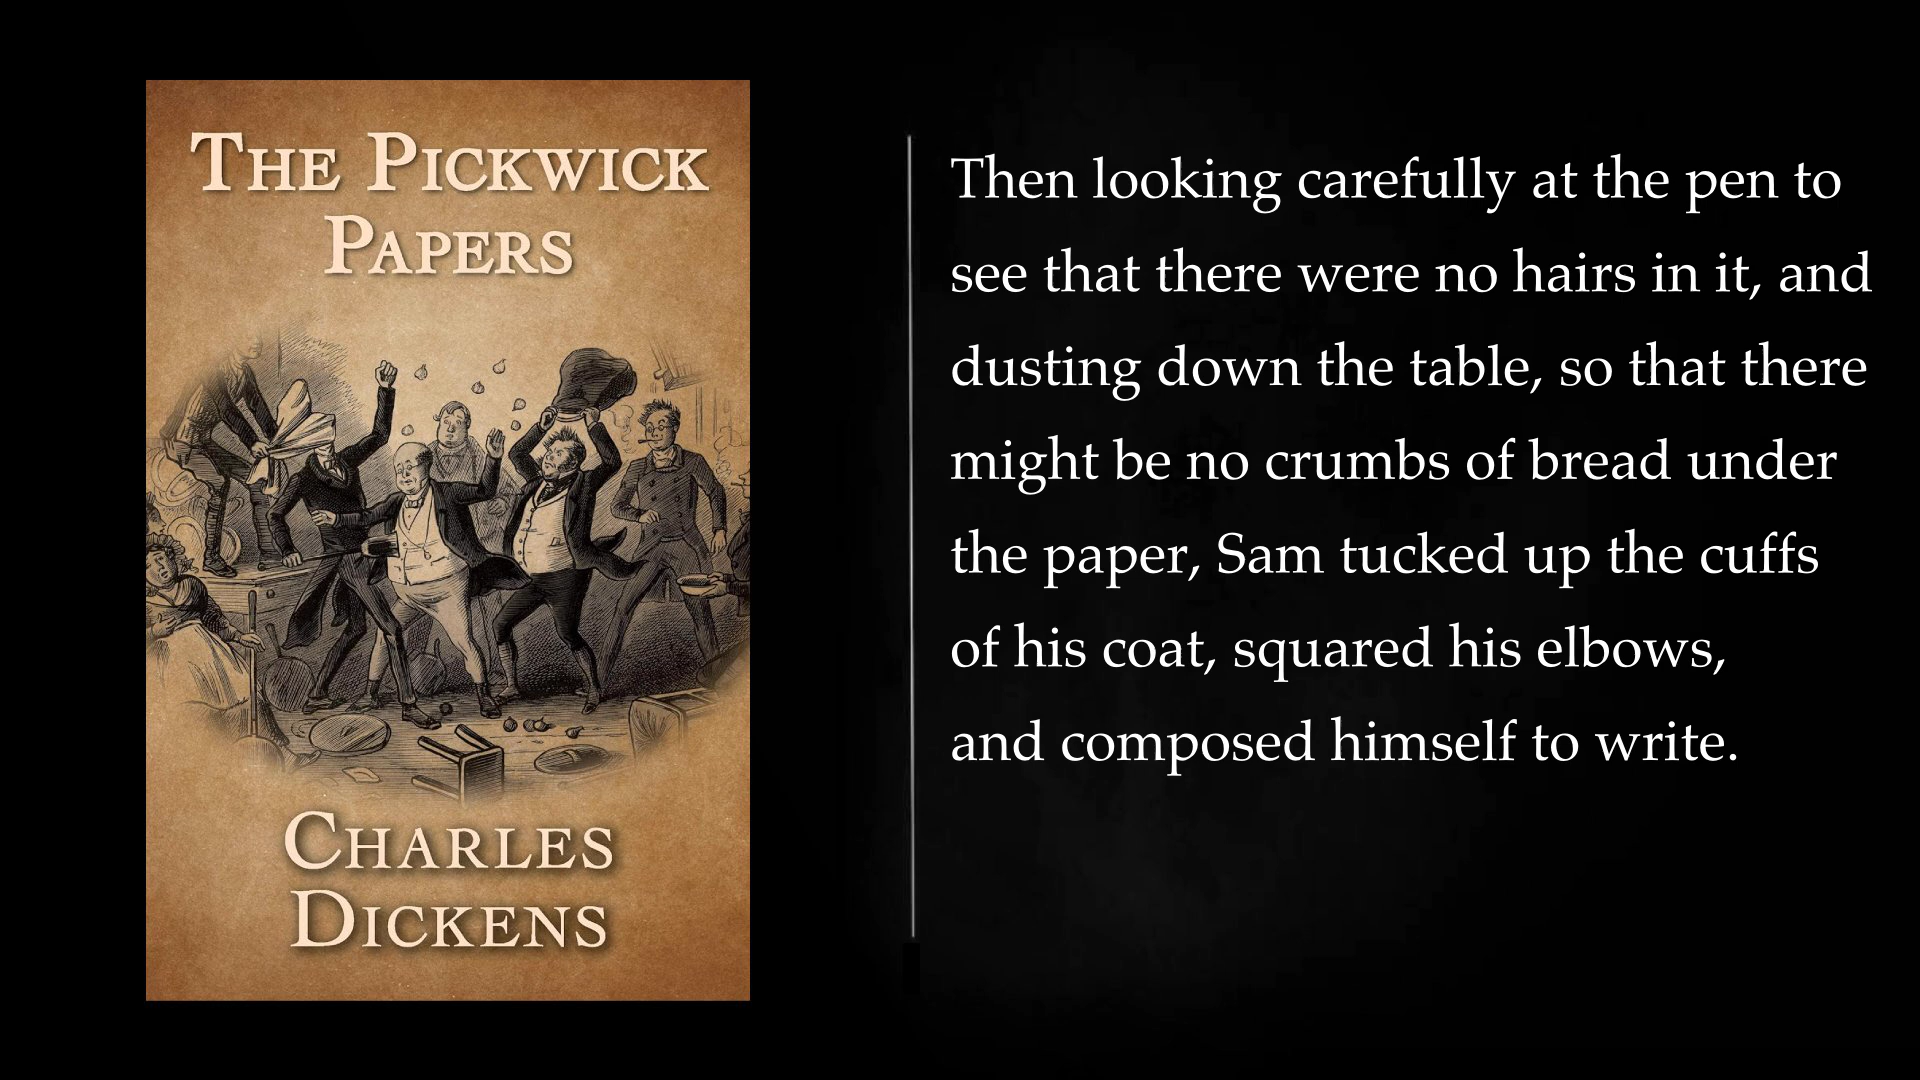 The Pickwick
Papers
Charles
Dickens
Then looking carefully at the pen to
see that there were no hairs in it, and
dusting down the table, so that there
might be no crumbs of bread under
the paper, Sam tucked up the cuffs
of his coat, squared his elbows,
and composed himself to write.